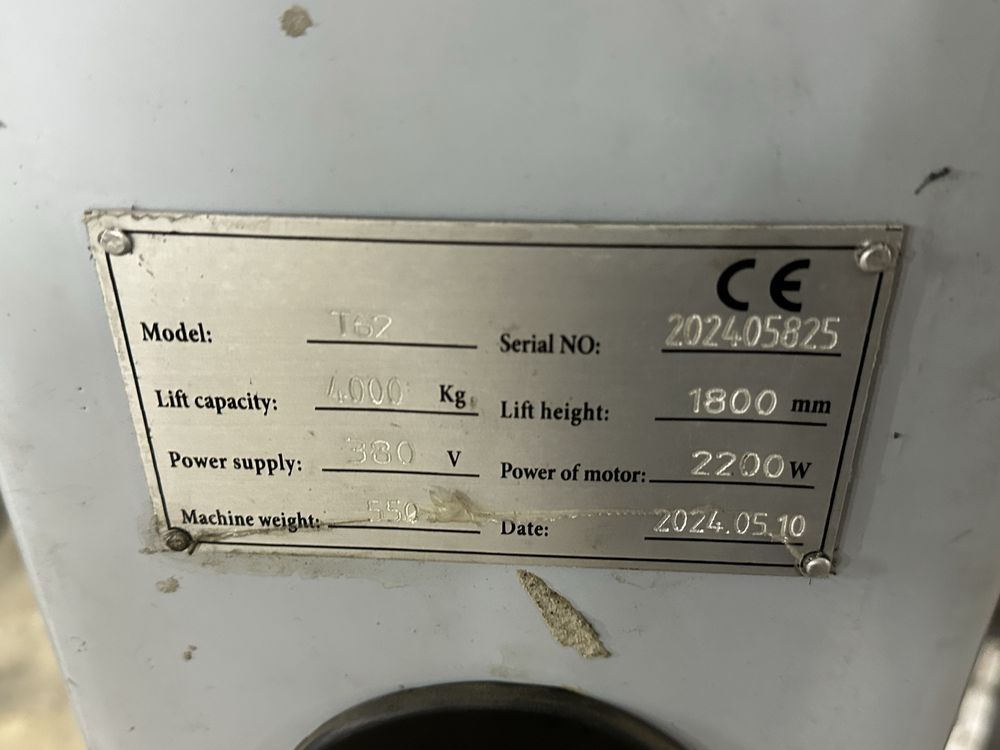 CE
Model: T62 Serial NO: 202405825
Lift capacity: 4000 Kg Lift height: 1800 mm
Power supply: 380 V Power of motor: 2200 W
Machine weight: 550 Date: 2024.05.10